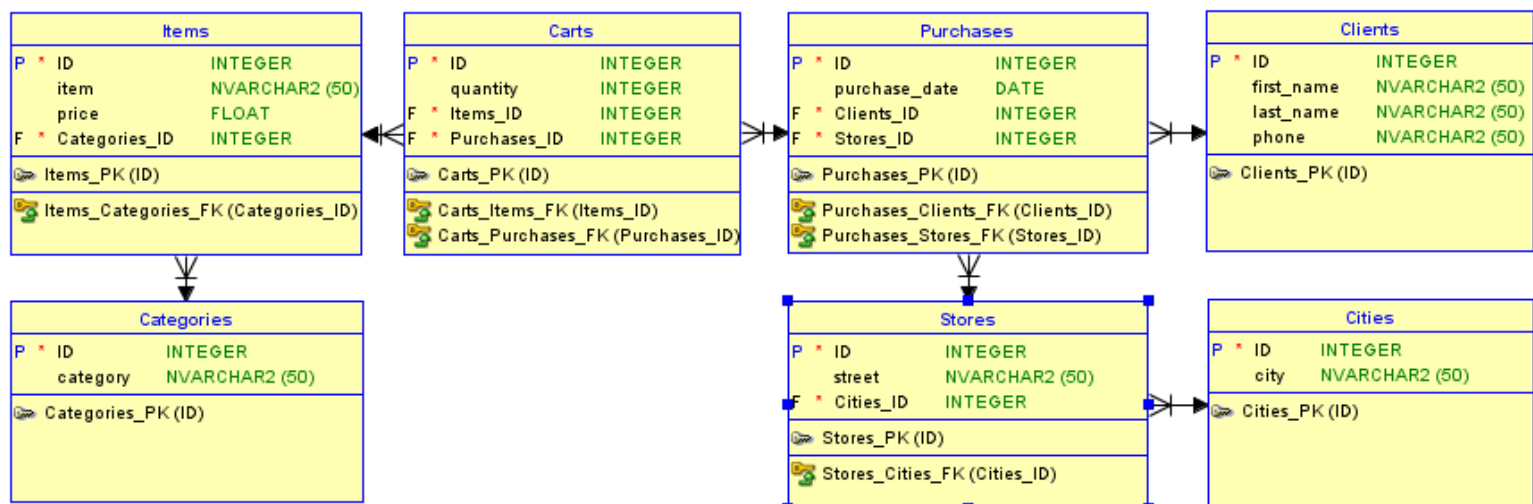 Items
P * ID INTEGER
item NVARCHAR2 (50)
price FLOAT
F * Categories_ID INTEGER
Items_PK (ID)
Items_Categories_FK (Categories_ID)
Carts
P * ID INTEGER
quantity INTEGER
F * Items_ID INTEGER
F * Purchases_ID INTEGER
Carts_PK (ID)
Carts_Items_FK (Items_ID)
Carts_Purchases_FK (Purchases_ID)
Purchases
P * ID INTEGER
purchase_date DATE
F * Clients_ID INTEGER
F * Stores_ID INTEGER
Purchases_PK (ID)
Purchases_Clients_FK (Clients_ID)
Purchases_Stores_FK (Stores_ID)
Clients
P * ID INTEGER
first_name NVARCHAR2 (50)
last_name NVARCHAR2 (50)
phone NVARCHAR2 (50)
Clients_PK (ID)
Categories
P * ID INTEGER
category NVARCHAR2 (50)
Categories_PK (ID)
Stores
P * ID INTEGER
street NVARCHAR2 (50)
F * Cities_ID INTEGER
Stores_PK (ID)
Stores_Cities_FK (Cities_ID)
Cities
P * ID INTEGER
city NVARCHAR2 (50)
Cities_PK (ID)